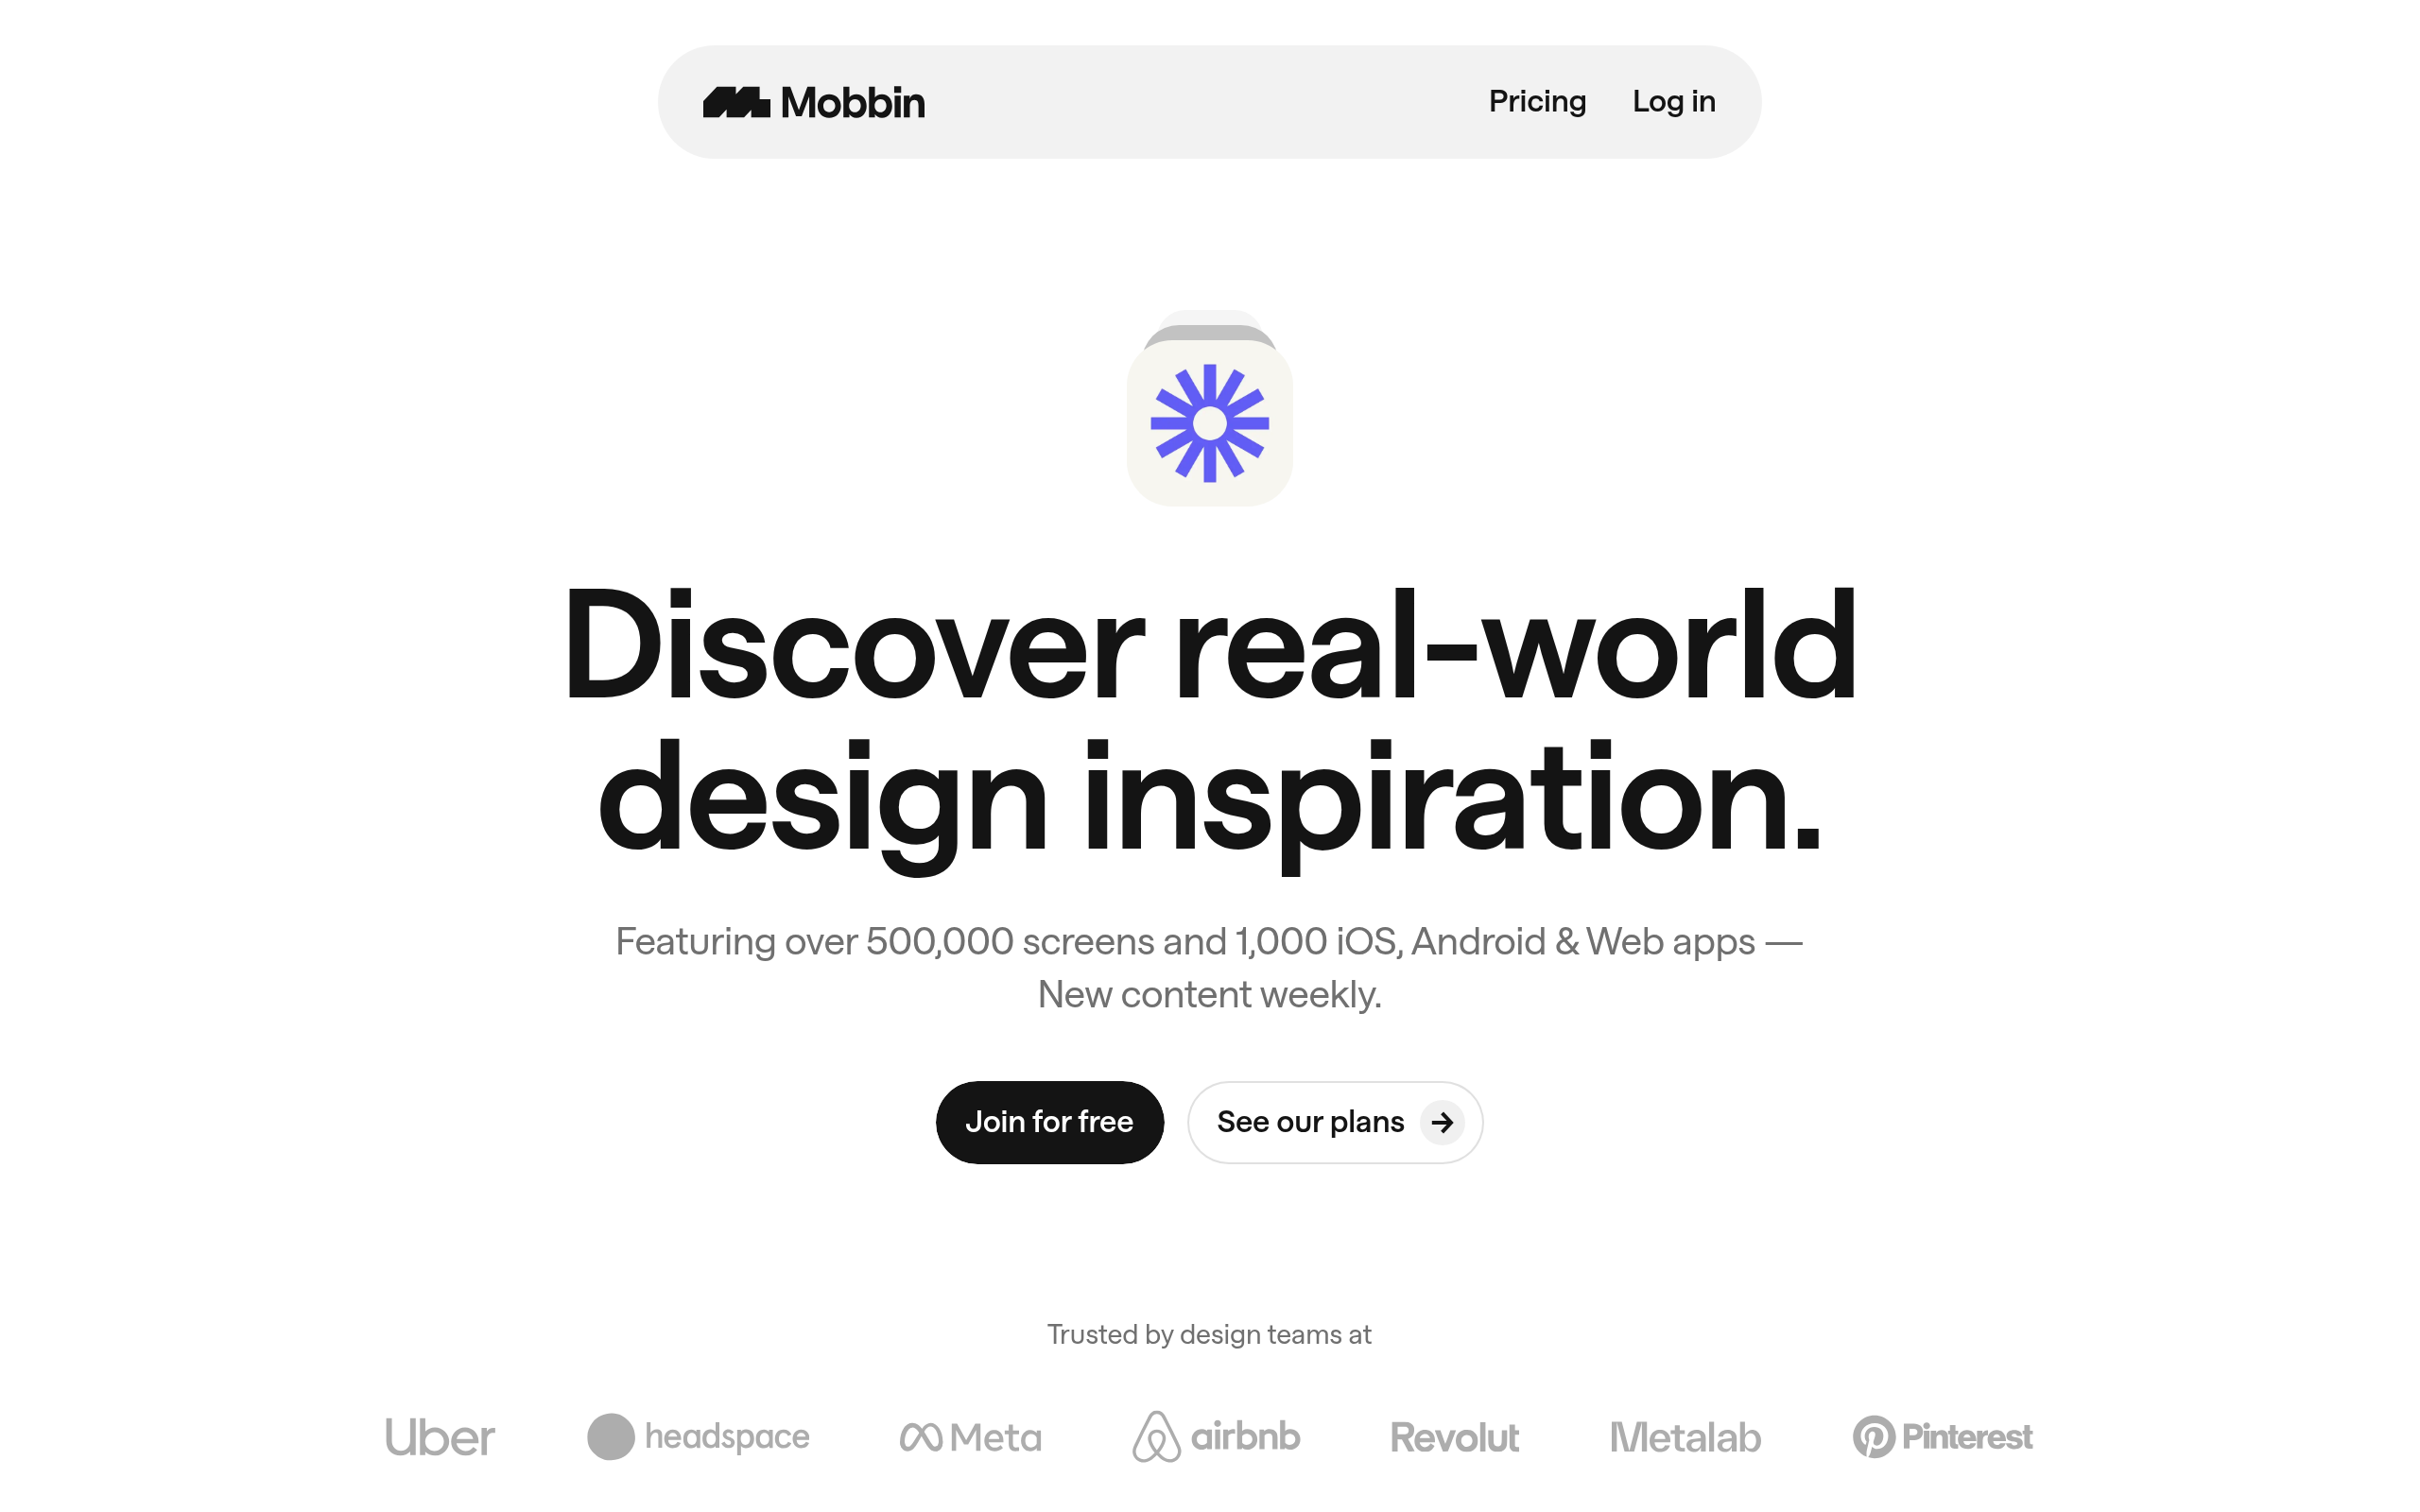 Mobbin
Pricing
Log in
Discover real-world
design inspiration.
Featuring over 500,000 screens and 1,000 iOS, Android & Web apps —
New content weekly.
Join for free
See our plans
Trusted by design teams at
Uber
headspace
Meta
airbnb
Revolut
Metalab
Pinterest